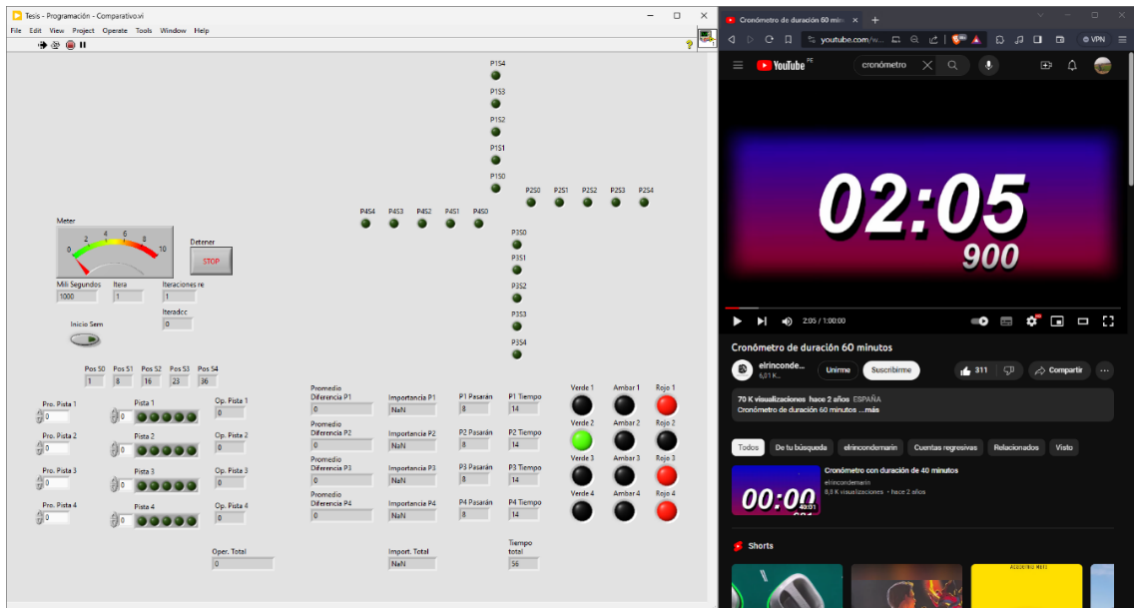 Tesis - Programación - Comparativo.vi
File Edit View Project Operate Tools Window Help
P1S4
P1S3
P1S2
P1S1
P1S0
P2S0 P2S1 P2S2 P2S3 P2S4
P4S4 P4S3 P4S2 P4S1 P4S0
P3S0
P3S1
P3S2
P3S3
P3S4
Meter
0 2 4 6 8 10
Detener
STOP
Mili Segundos Itera Iteraciones re
1000 1 1
Iteradcc
0
Inicio Sem
Pos S0 Pos S1 Pos S2 Pos S3 Pos S4
1 8 16 23 36
Pro. Pista 1 Pista 1 Op. Pista 1
0 0 0
Pro. Pista 2 Pista 2 Op. Pista 2
0 0 0
Pro. Pista 3 Pista 3 Op. Pista 3
0 0 0
Pro. Pista 4 Pista 4 Op. Pista 4
0 0 0
Oper. Total
0
Promedio
Diferencia P1 Importancia P1 P1 Pasarán P1 Tiempo
0 NaN 8 14
Promedio
Diferencia P2 Importancia P2 P2 Pasarán P2 Tiempo
0 NaN 8 14
Promedio
Diferencia P3 Importancia P3 P3 Pasarán P3 Tiempo
0 NaN 8 14
Promedio
Diferencia P4 Importancia P4 P4 Pasarán P4 Tiempo
0 NaN 8 14
Import. Total
NaN
Tiempo
total
56
Verde 1 Ambar 1 Rojo 1
Verde 2 Ambar 2 Rojo 2
Verde 3 Ambar 3 Rojo 3
Verde 4 Ambar 4 Rojo 4
Cronómetro de duración 60 min
youtube.com/w...
VPN
YouTube PE
cronómetro
02:05
900
2:05 / 1:00:00
Cronómetro de duración 60 minutos
elrinconde...
Unirme
Suscribirme
311
Compartir
70 K visualizaciones hace 2 años ESPAÑA
Cronómetro de duración 60 minutos ...más
Todos De tu búsqueda elrincondemarin Cuentas regresivas Relacionados Visto
Cronómetro con duración de 40 minutos
elrincondemarin
hace 2 años
00:00
40:01
Shorts